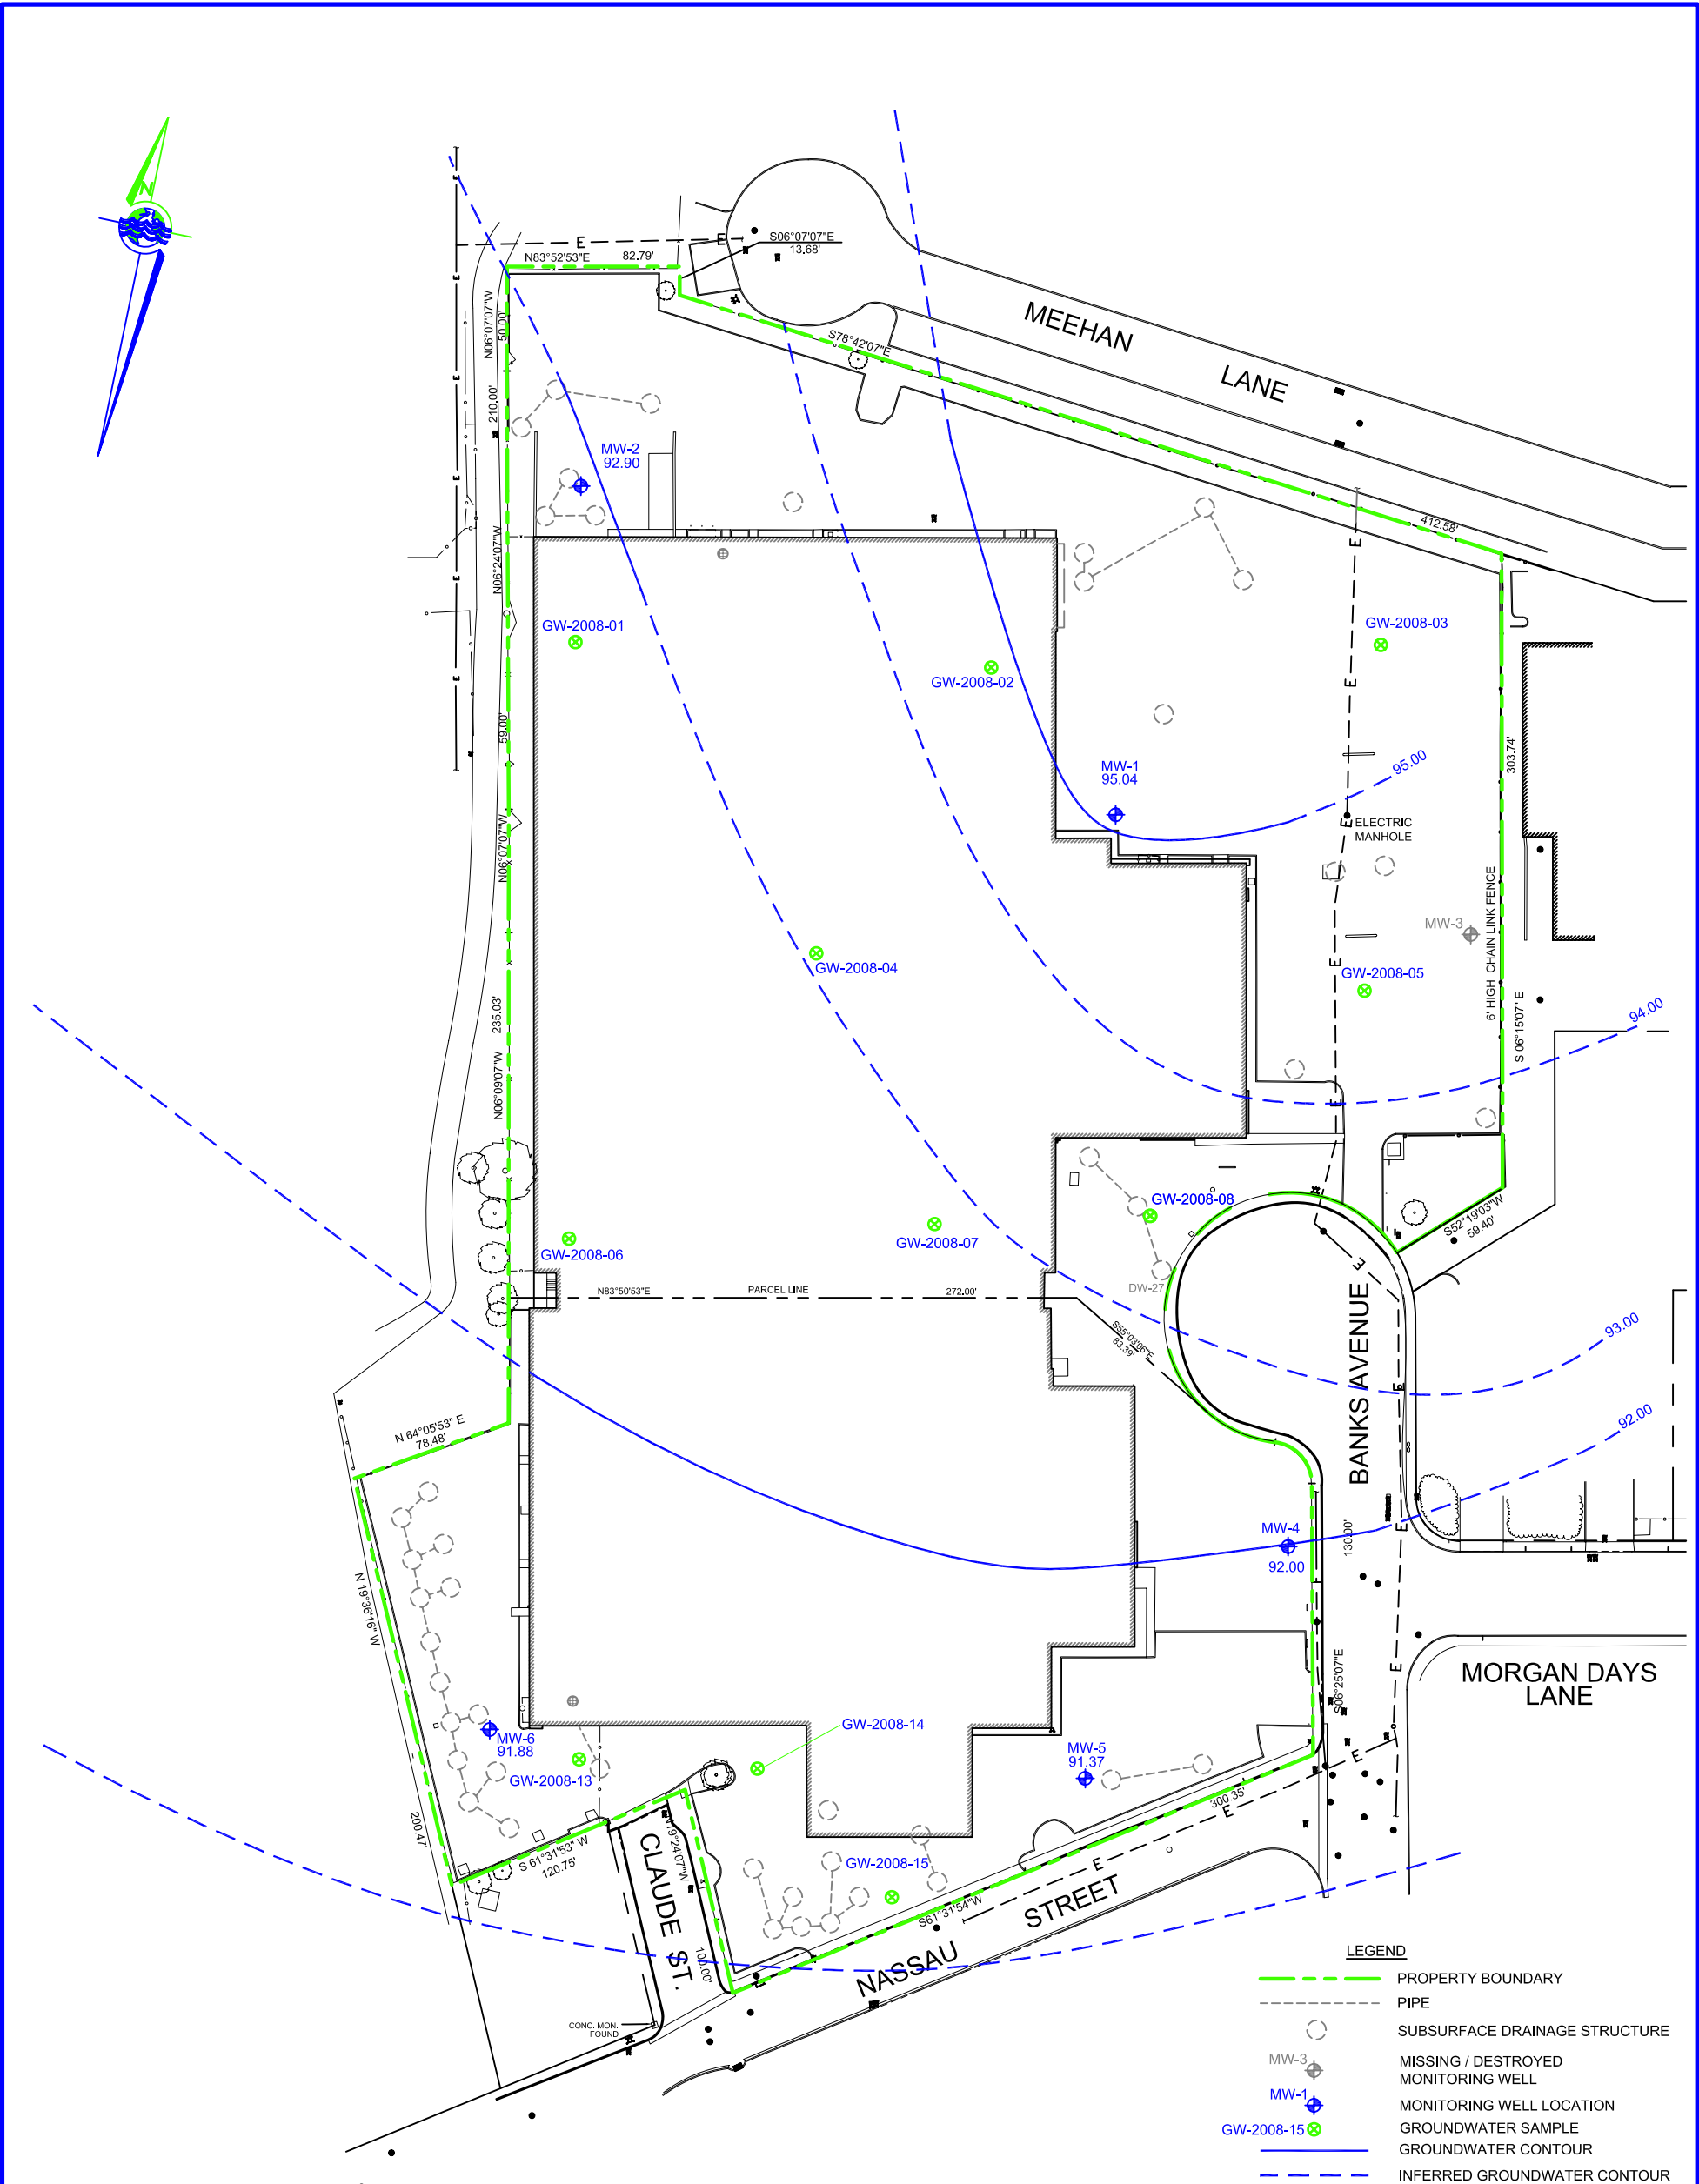 N
S06°07'07"E
13.68'
N83°52'53"E
82.79'
E
E
MEEHAN
LANE
S78°42'07"E
412.58'
N06°07'07"W
50.00'
210.00'
MW-2
92.90
N06°24'07"W
GW-2008-01
GW-2008-02
GW-2008-03
59.00'
303.74'
MW-1
95.04
95.00
ELECTRIC
MANHOLE
N06°07'07"W
6' HIGH CHAIN LINK FENCE
MW-3
GW-2008-04
GW-2008-05
235.03'
94.00
S 06°15'07" E
N06°09'07"W
GW-2008-08
S52°19'03"W
59.40'
GW-2008-06
GW-2008-07
DW-27
N83°50'53"E
PARCEL LINE
272.00'
S55°03'06"E
83.39'
BANKS AVENUE
93.00
92.00
N 64°05'53" E
78.48'
MW-4
92.00
130.00'
N 19°36'16" W
S06°25'07"E
MORGAN DAYS
LANE
MW-6
91.88
GW-2008-14
MW-5
91.37
GW-2008-13
300.35'
200.47'
S 61°31'53" W
120.75'
CLAUDE ST.
N19°24'07"W
100.00'
GW-2008-15
S61°31'54"W
NASSAU
STREET
CONC. MON.
FOUND
LEGEND
PROPERTY BOUNDARY
PIPE
SUBSURFACE DRAINAGE STRUCTURE
MW-3
MISSING / DESTROYED
MONITORING WELL
MW-1
MONITORING WELL LOCATION
GW-2008-15
GROUNDWATER SAMPLE
GROUNDWATER CONTOUR
INFERRED GROUNDWATER CONTOUR